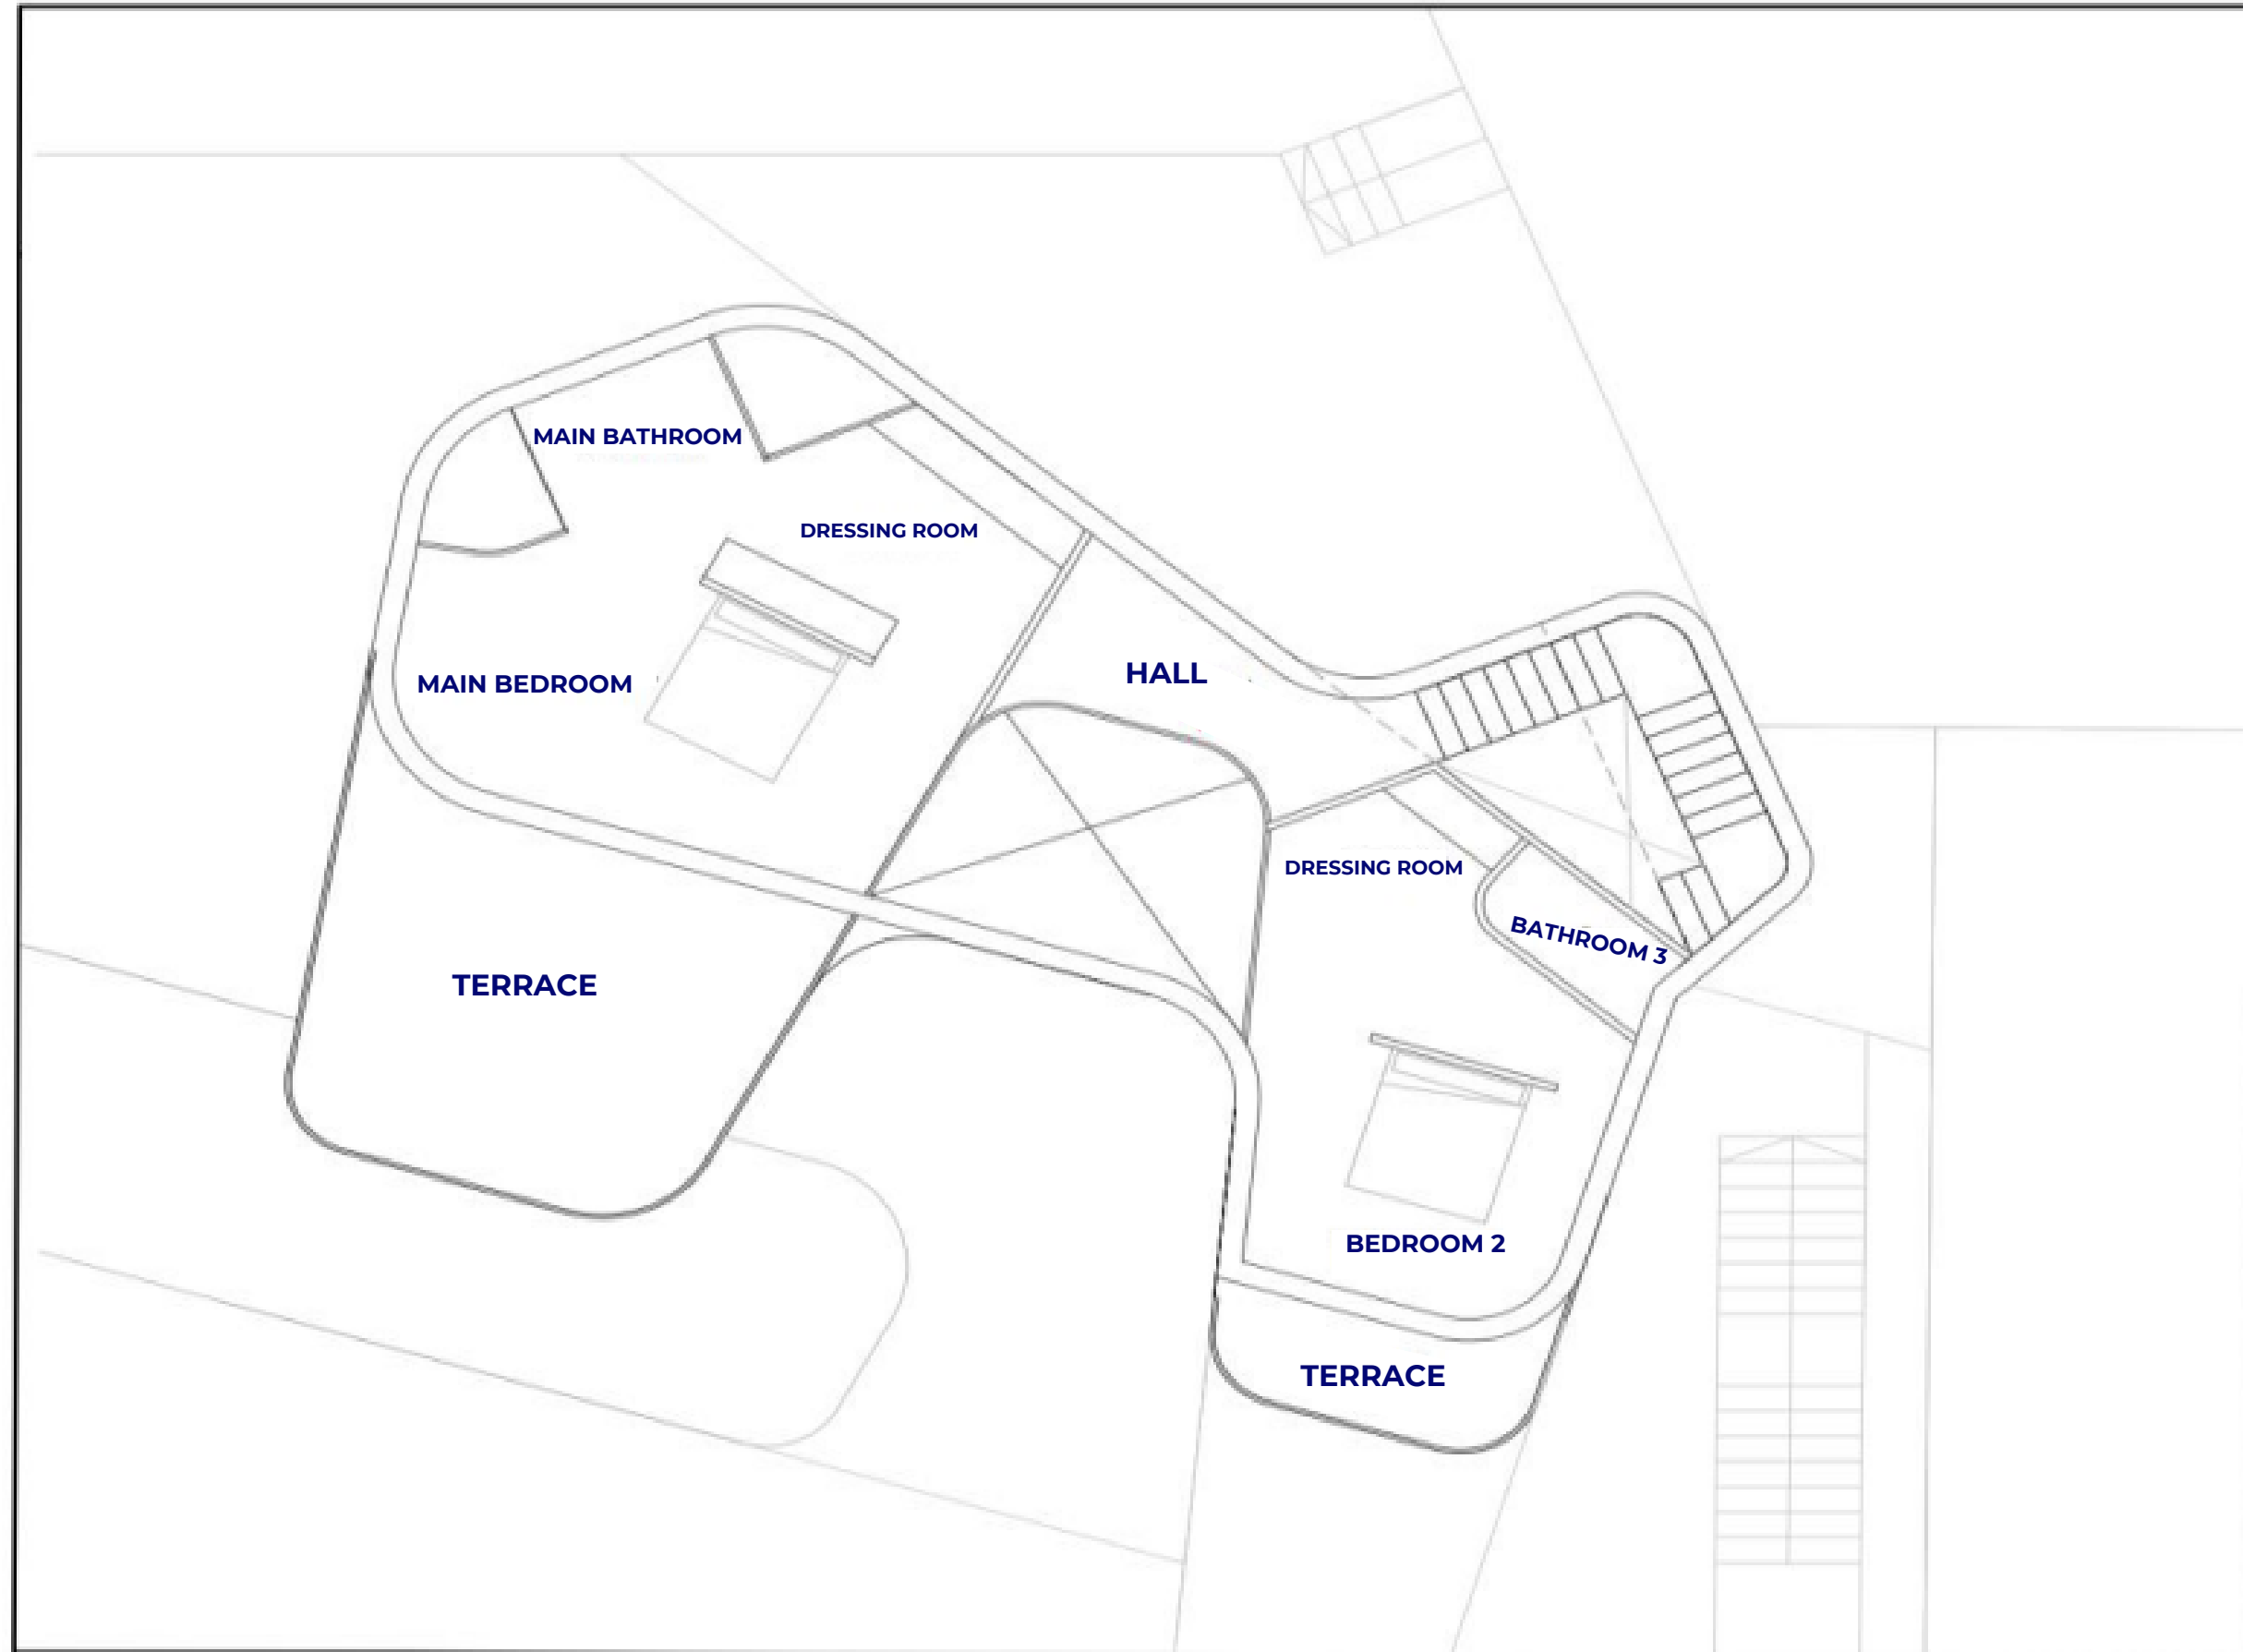 MAIN BATHROOM
DRESSING ROOM
HALL
MAIN BEDROOM
DRESSING ROOM
BATHROOM 3
TERRACE
BEDROOM 2
TERRACE